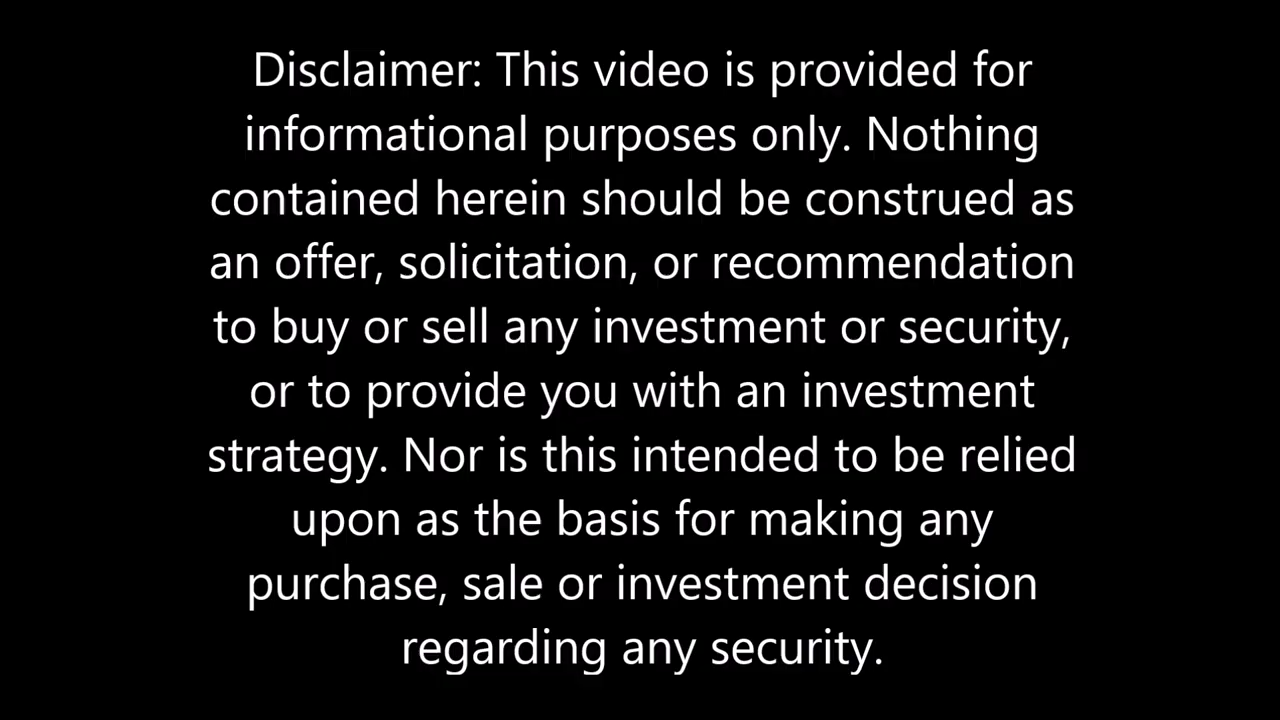 Disclaimer: This video is provided for
informational purposes only. Nothing
contained herein should be construed as
an offer, solicitation, or recommendation
to buy or sell any investment or security,
or to provide you with an investment
strategy. Nor is this intended to be relied
upon as the basis for making any
purchase, sale or investment decision
regarding any security.